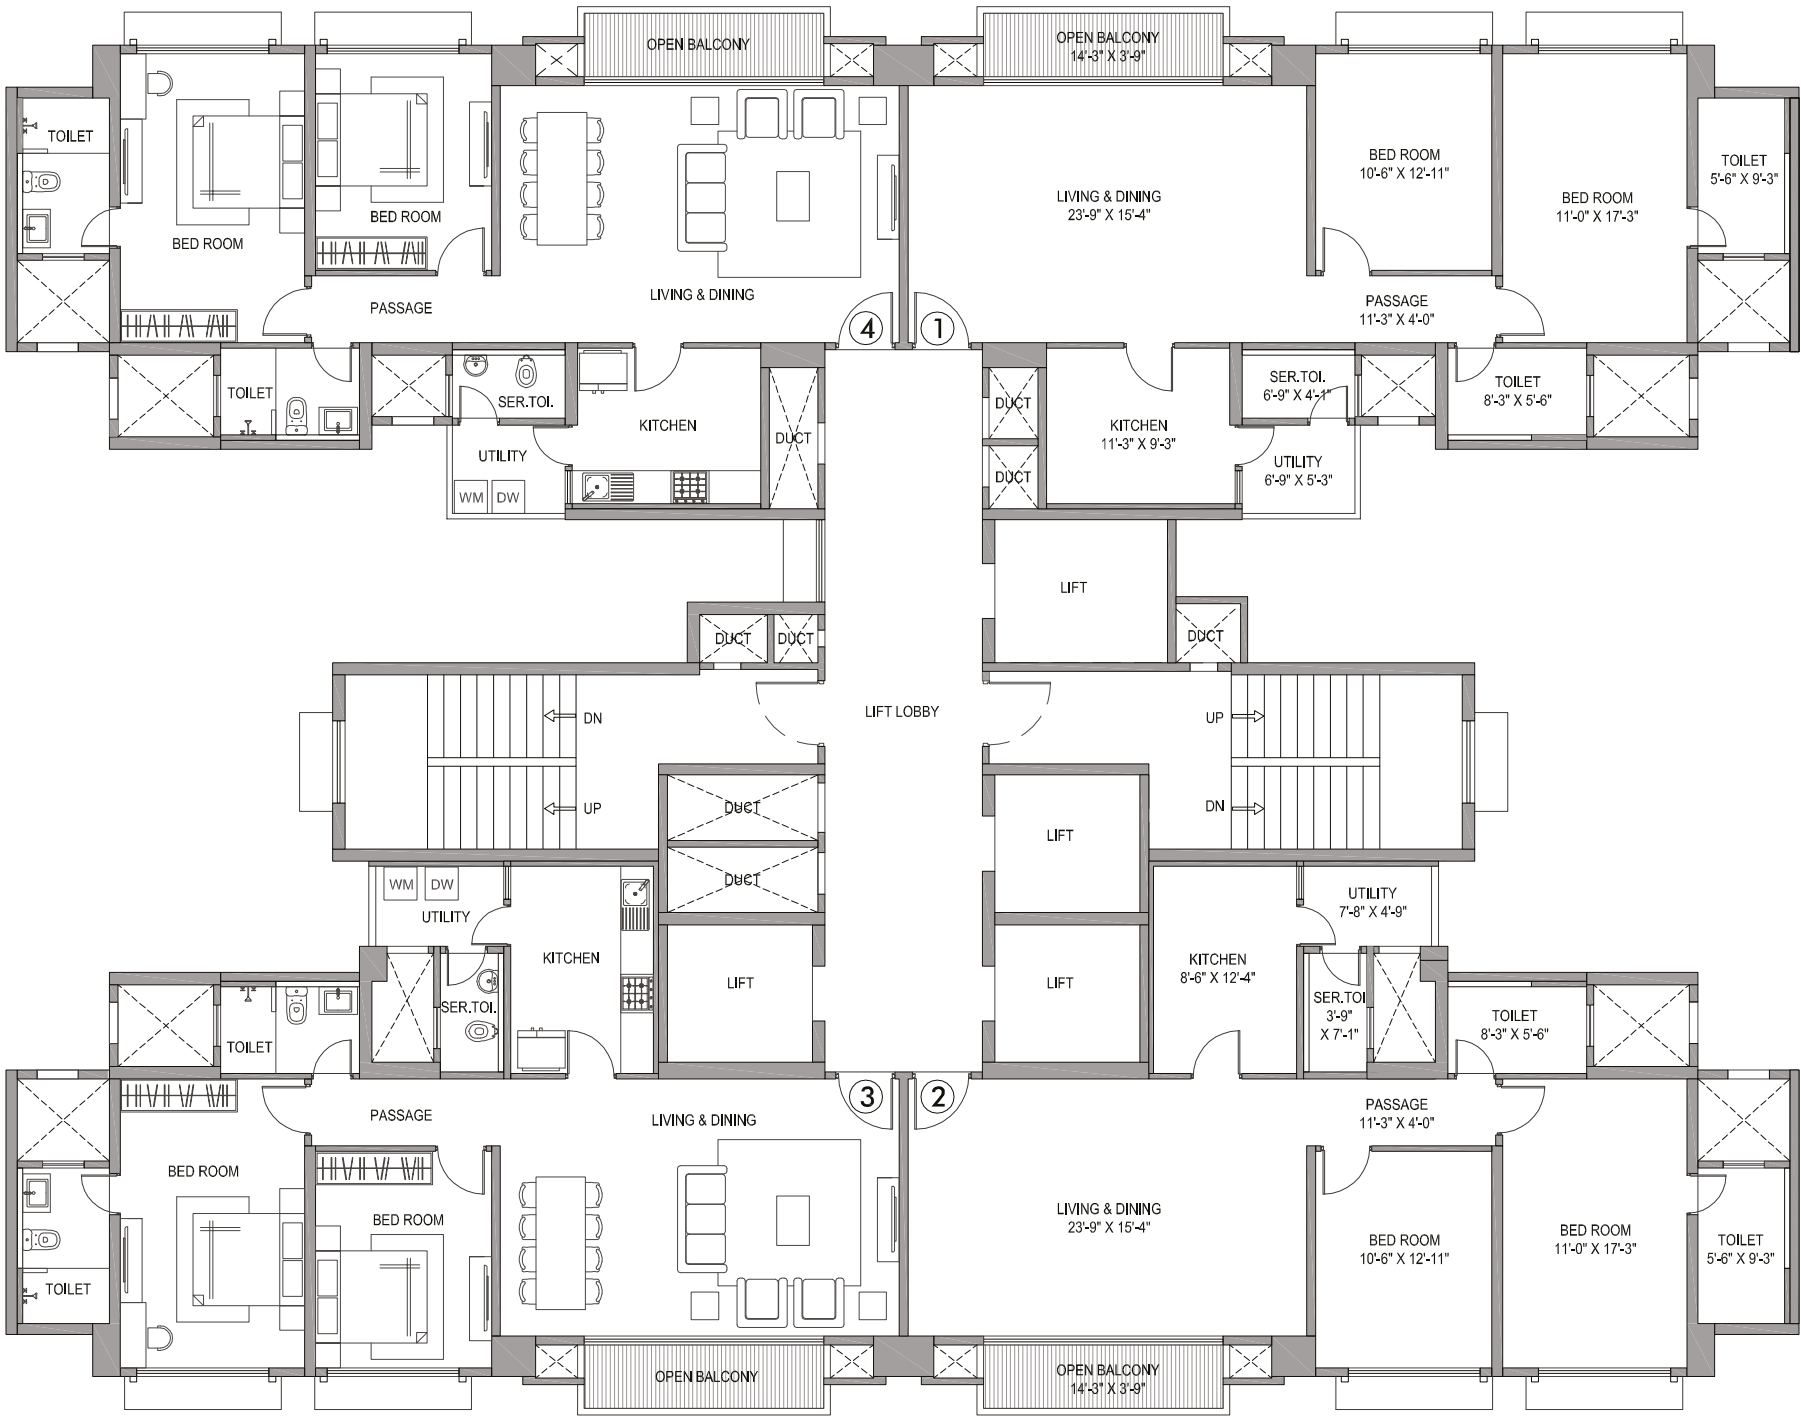 OPEN BALCONY
OPEN BALCONY
14'-3" X 3'-9"
TOILET
BED ROOM
BED ROOM
LIVING & DINING
PASSAGE
4
1
LIVING & DINING
23'-9" X 15'-4"
BED ROOM
10'-6" X 12'-11"
BED ROOM
11'-0" X 17'-3"
TOILET
5'-6" X 9'-3"
PASSAGE
11'-3" X 4'-0"
TOILET
SER.TOI.
KITCHEN
UTILITY
WM
DW
DUCT
DUCT
DUCT
KITCHEN
11'-3" X 9'-3"
SER.TOI.
6'-9" X 4'-1"
UTILITY
6'-9" X 5'-3"
TOILET
8'-3" X 5'-6"
LIFT
DUCT
DUCT
DUCT
DN
UP
LIFT LOBBY
UP
DN
DUCT
DUCT
LIFT
LIFT
LIFT
WM
DW
UTILITY
KITCHEN
SER.TOI.
TOILET
KITCHEN
8'-6" X 12'-4"
UTILITY
7'-8" X 4'-9"
SER.TOI
3'-9"
X 7'-1"
TOILET
8'-3" X 5'-6"
PASSAGE
LIVING & DINING
3
2
PASSAGE
11'-3" X 4'-0"
BED ROOM
BED ROOM
TOILET
LIVING & DINING
23'-9" X 15'-4"
BED ROOM
10'-6" X 12'-11"
BED ROOM
11'-0" X 17'-3"
TOILET
5'-6" X 9'-3"
OPEN BALCONY
OPEN BALCONY
14'-3" X 3'-9"